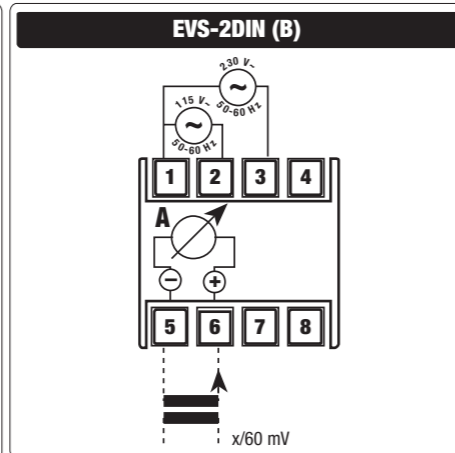 EVS-2DIN (B)
230 V~
50-60 Hz
115 V~
50-60 Hz
~
~
1 2 3 4
A
− +
5 6 7 8
x/60 mV